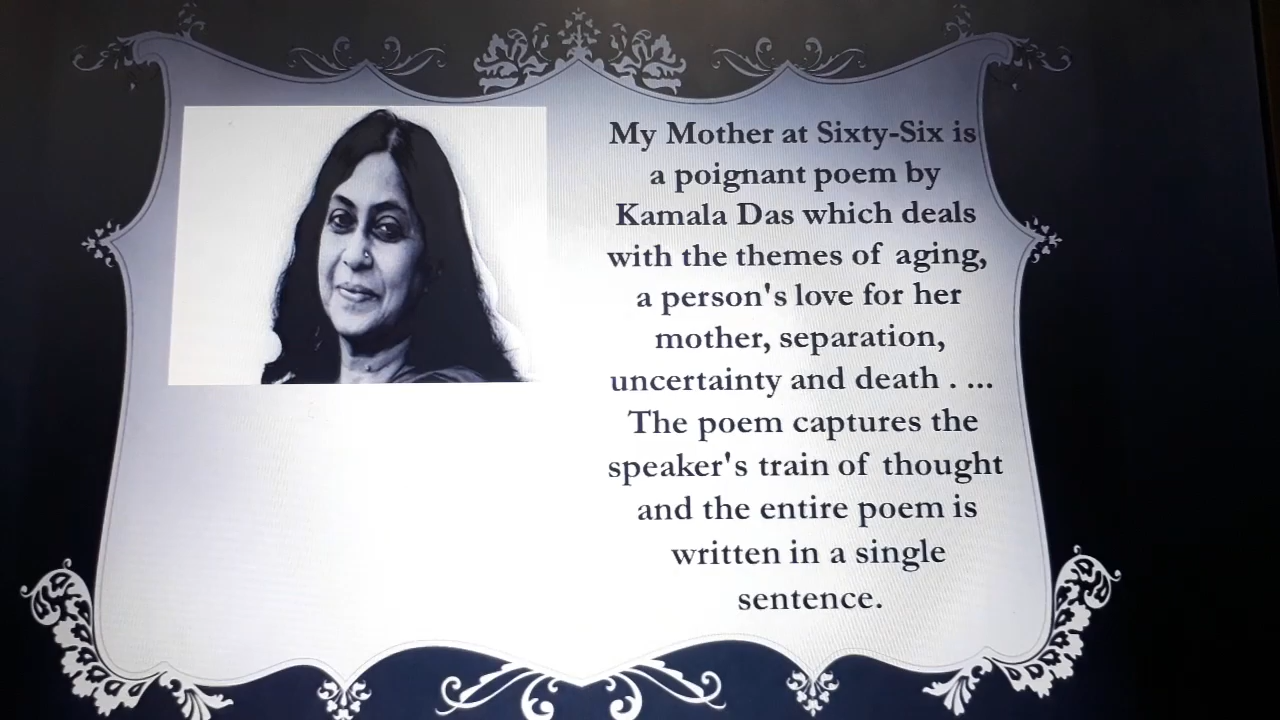 My Mother at Sixty-Six is
a poignant poem by
Kamala Das which deals
with the themes of aging,
a person's love for her
mother, separation,
uncertainty and death . ...
The poem captures the
speaker's train of thought
and the entire poem is
written in a single
sentence.